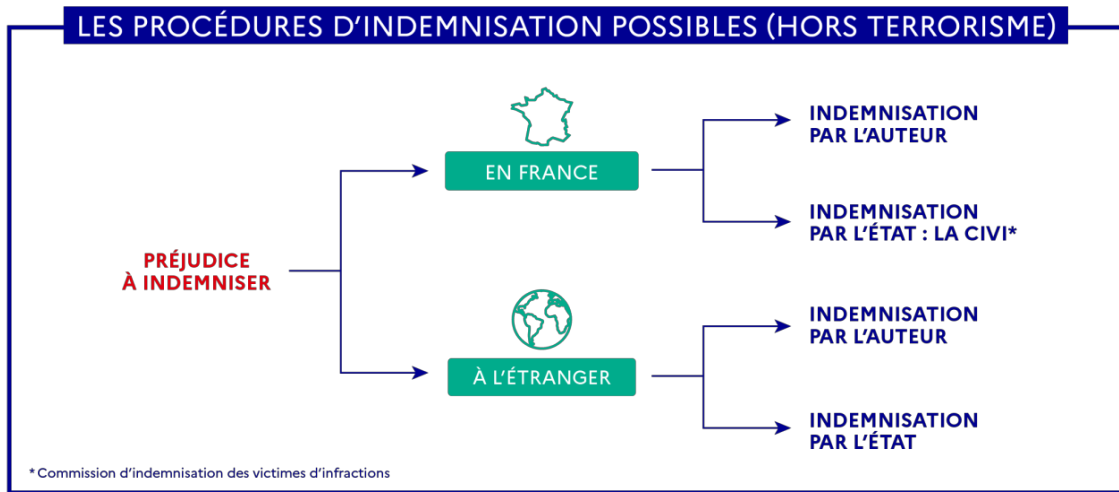 LES PROCÉDURES D'INDEMNISATION POSSIBLES (HORS TERRORISME)
PRÉJUDICE
À INDEMNISER
EN FRANCE
INDEMNISATION
PAR L'AUTEUR
INDEMNISATION
PAR L'ÉTAT : LA CIVI*
À L'ÉTRANGER
INDEMNISATION
PAR L'AUTEUR
INDEMNISATION
PAR L'ÉTAT
* Commission d'indemnisation des victimes d'infractions